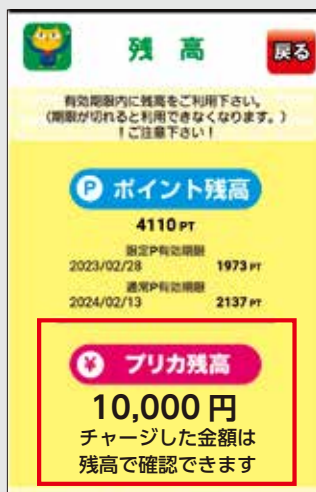 残高
戻る
有効期限内に残高をご利用下さい。
(期限が切れると利用できなくなります。)
!ご注意下さい!
P ポイント残高
4110 PT
限定P有効期限
2023/02/28 1973 PT
通常P有効期限
2024/02/13 2137 PT
¥ プリカ残高
10,000 円
チャージした金額は
残高で確認できます